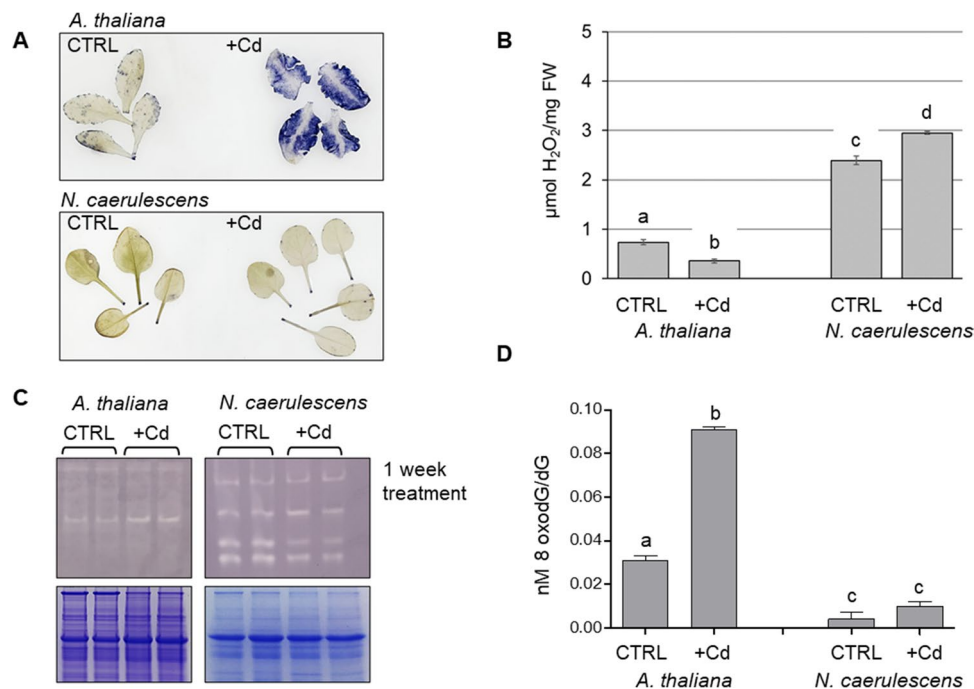 A
A. thaliana
CTRL +Cd
N. caerulescens
CTRL +Cd
B
µmol H₂O₂/mg FW
5
4
3
2
1
0
a
b
c
d
CTRL +Cd CTRL +Cd
A. thaliana N. caerulescens
C
A. thaliana N. caerulescens
CTRL +Cd CTRL +Cd
1 week
treatment
D
nM 8 oxodG/dG
0.10
0.08
0.06
0.04
0.02
0.00
a
b
c
c
CTRL +Cd CTRL +Cd
A. thaliana N. caerulescens